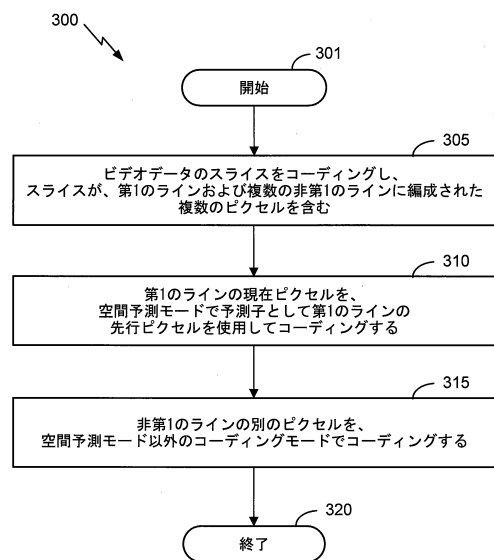 300
301
開始
305
ビデオデータのスライスをコーディングし、
スライスが、第1のラインおよび複数の非第1のラインに編成された
複数のピクセルを含む
310
第1のラインの現在ピクセルを、
空間予測モードで予測子として第1のラインの
先行ピクセルを使用してコーディングする
315
非第1のラインの別のピクセルを、
空間予測モード以外のコーディングモードでコーディングする
320
終了